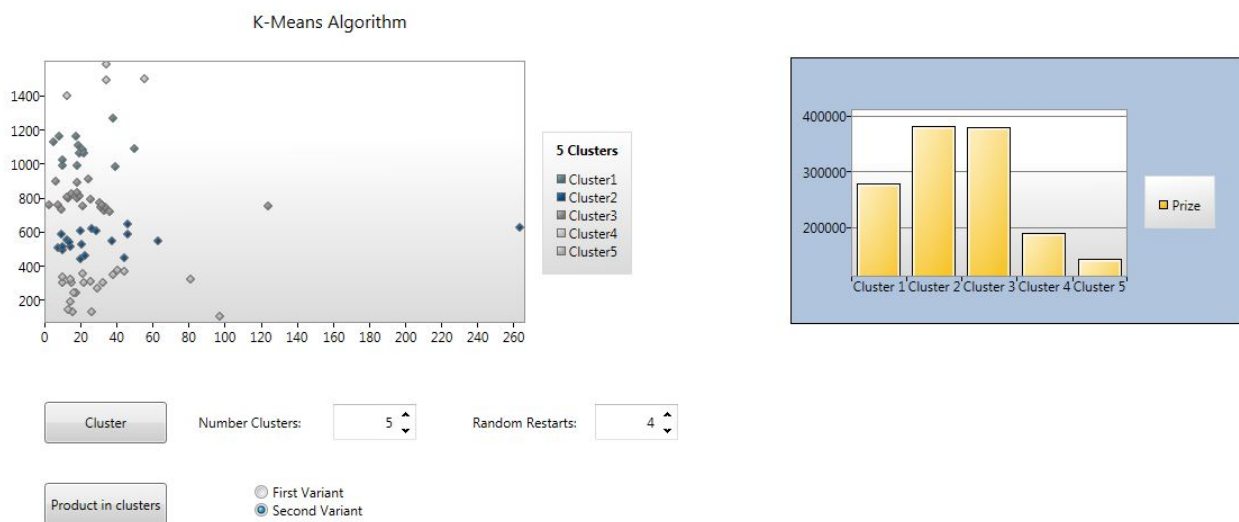 K-Means Algorithm
1400
1200
1000
800
600
400
200
0 20 40 60 80 100 120 140 160 180 200 220 240 260
5 Clusters
Cluster1
Cluster2
Cluster3
Cluster4
Cluster5
400000
300000
200000
Cluster 1 Cluster 2 Cluster 3 Cluster 4 Cluster 5
Prize
Cluster Number Clusters: 5 Random Restarts: 4
Product in clusters
First Variant
Second Variant